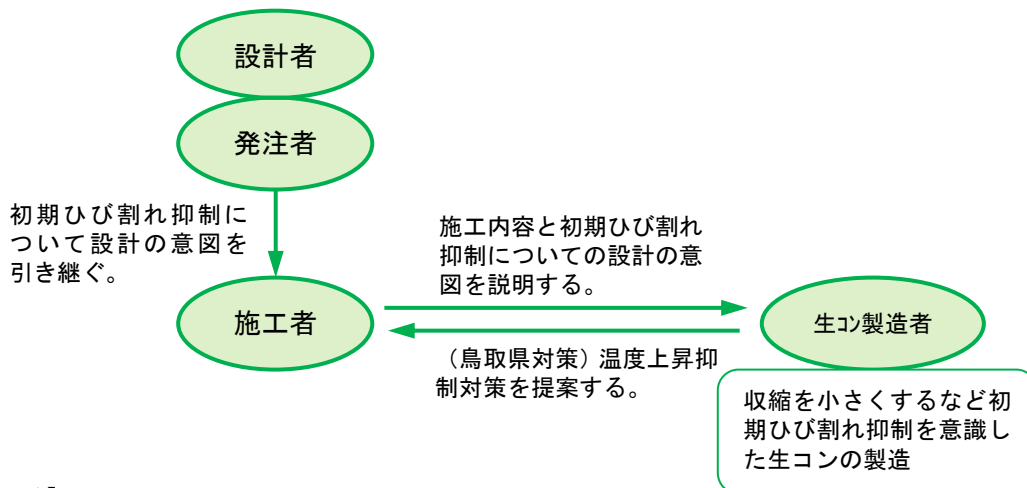 設計者
発注者
初期ひび割れ抑制に
ついて設計の意図を
引き継ぐ。
施工内容と初期ひび割れ
抑制についての設計の意
図を説明する。
施工者
生ｺﾝ製造者
（鳥取県対策）温度上昇抑
制対策を提案する。
収縮を小さくするなど初
期ひび割れ抑制を意識し
た生コンの製造